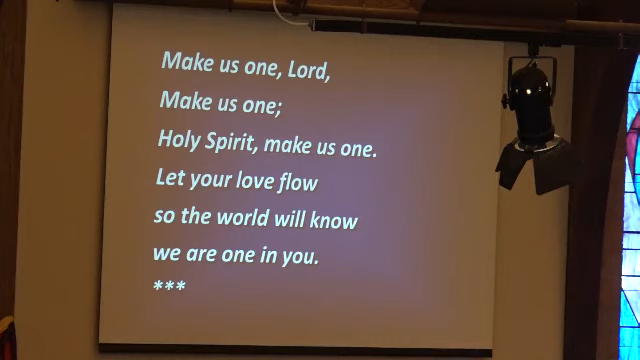 Make us one, Lord,
Make us one;
Holy Spirit, make us one.
Let your love flow
so the world will know
we are one in you.
***